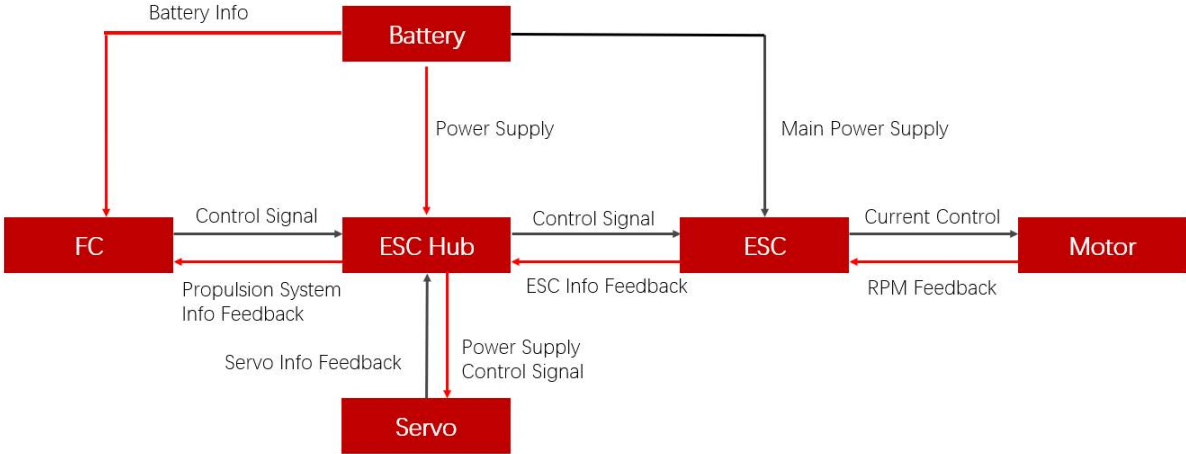 Battery Info
Battery
Power Supply
Main Power Supply
FC
Control Signal
ESC Hub
Control Signal
ESC
Current Control
Motor
Propulsion System
Info Feedback
ESC Info Feedback
RPM Feedback
Servo Info Feedback
Power Supply
Control Signal
Servo